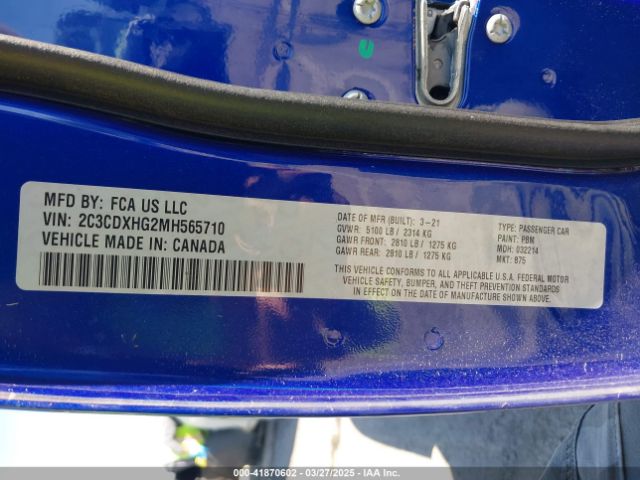 MFD BY: FCA US LLC
VIN: 2C3CDXHG2MH565710
VEHICLE MADE IN: CANADA
DATE OF MFR (BUILT): 3-21
GVWR: 5100 LB / 2314 KG
GAWR FRONT: 2810 LB / 1275 KG
GAWR REAR: 2810 LB / 1275 KG
TYPE: PASSENGER CAR
PAINT: PBM
MDH: 032214
MKT: 875
THIS VEHICLE CONFORMS TO ALL APPLICABLE U.S.A. FEDERAL MOTOR
VEHICLE SAFETY, BUMPER, AND THEFT PREVENTION STANDARDS
IN EFFECT ON THE DATE OF MANUFACTURE SHOWN ABOVE.
000-41870602 — 03/27/2025 — IAA Inc.